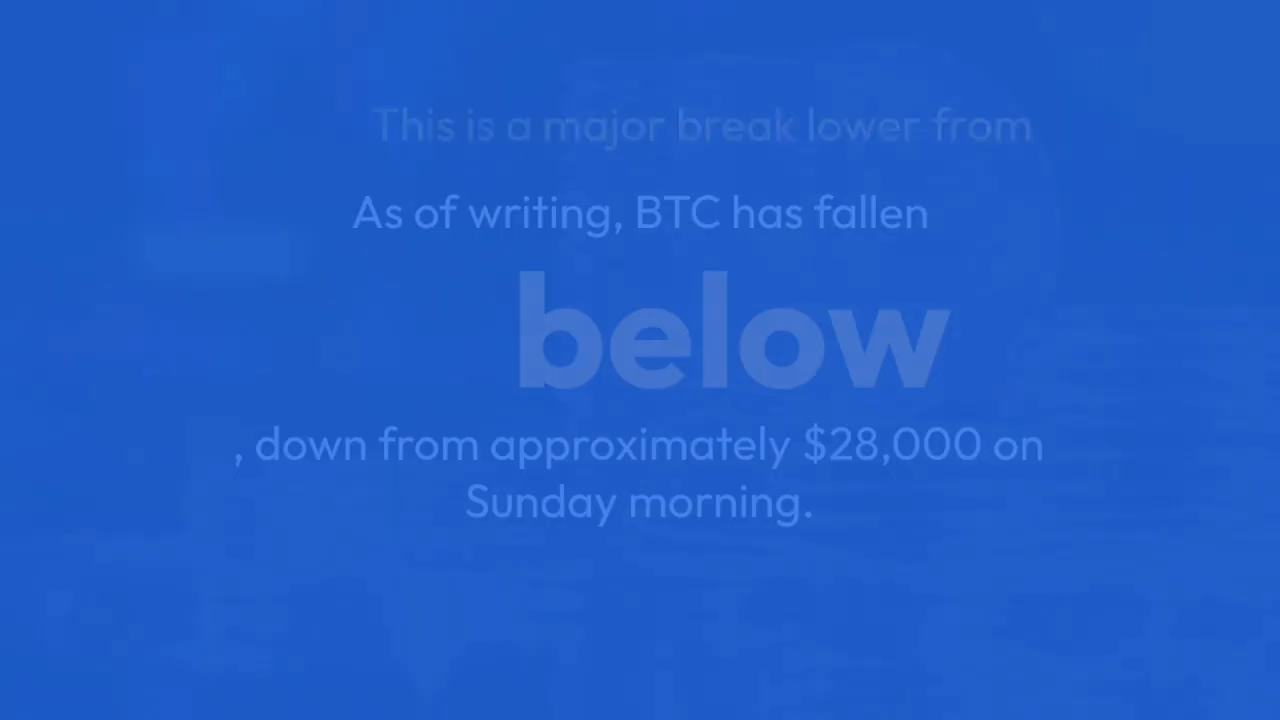 This is a major break lower from
As of writing, BTC has fallen
below
, down from approximately $28,000 on
Sunday morning.